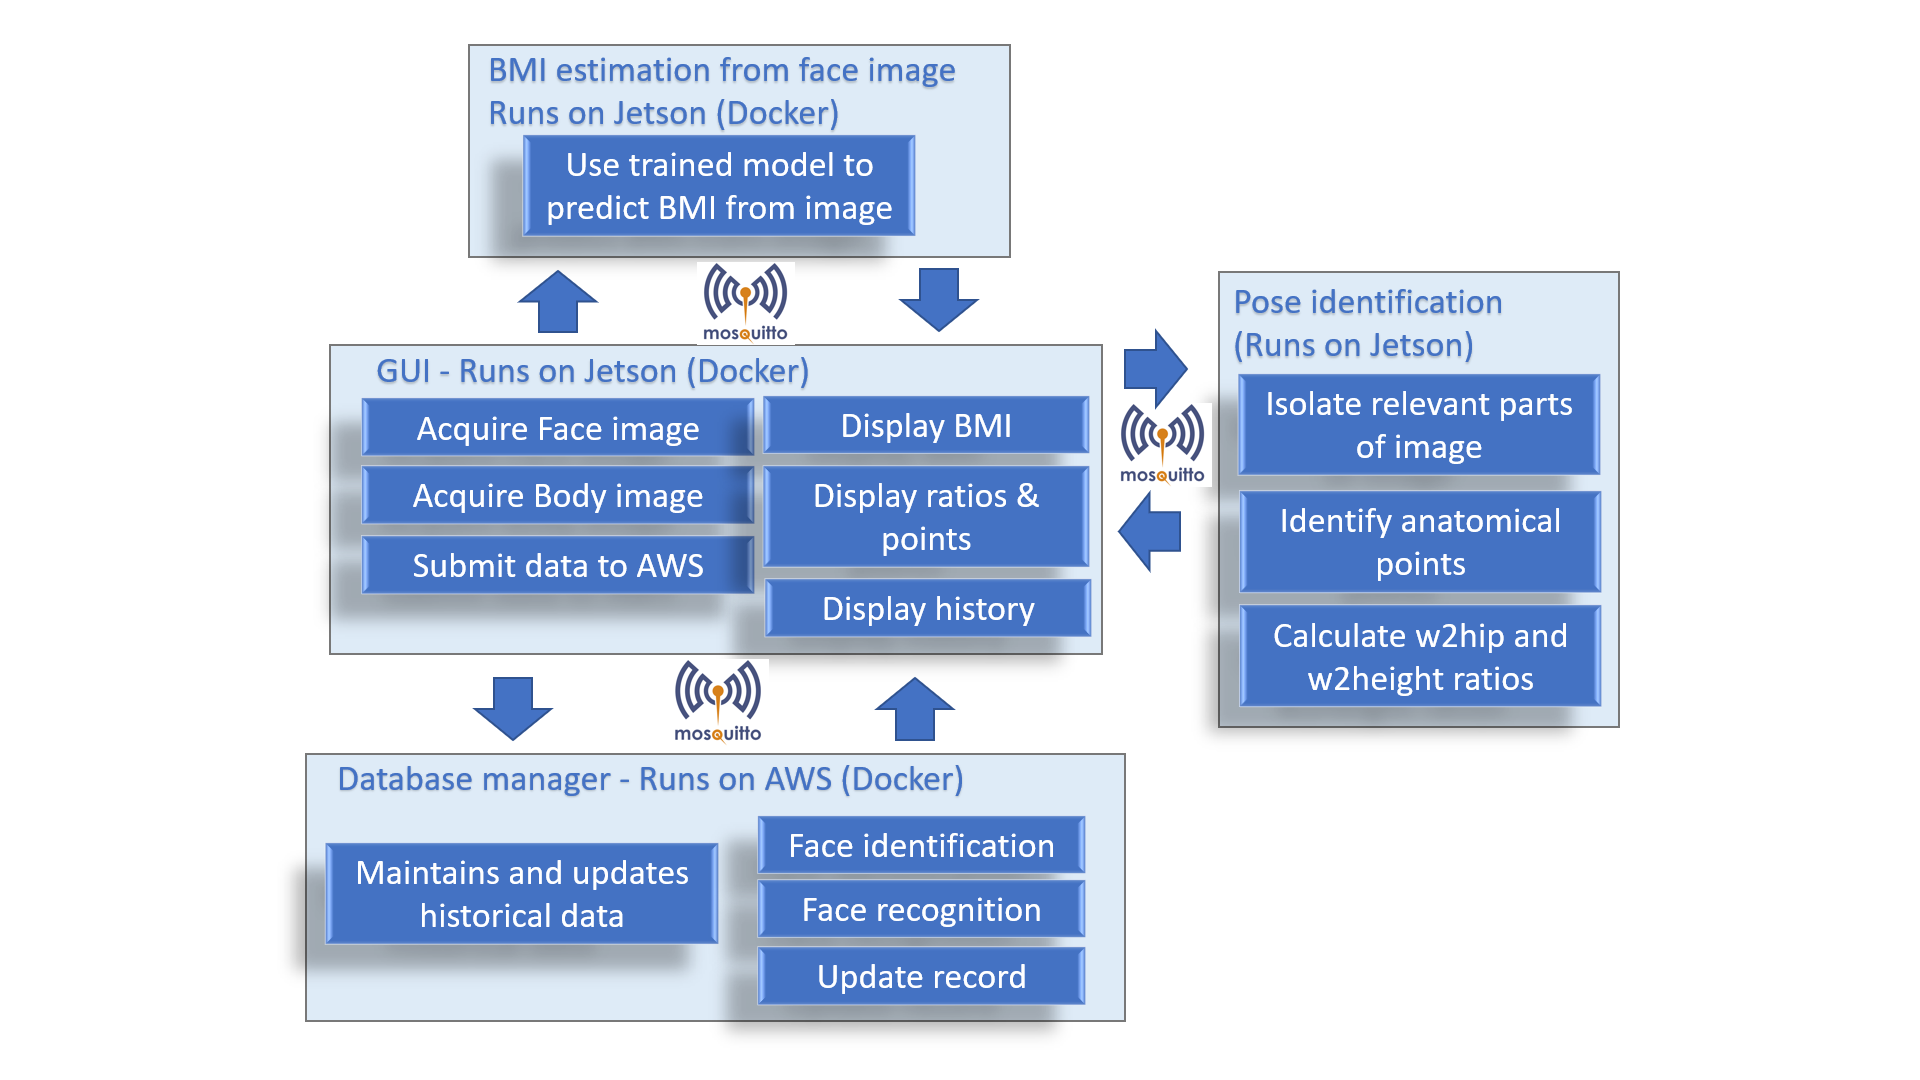 BMI estimation from face image
Runs on Jetson (Docker)
Use trained model to
predict BMI from image
mosquitto
GUI - Runs on Jetson (Docker)
Acquire Face image
Acquire Body image
Submit data to AWS
Display BMI
Display ratios &
points
Display history
mosquitto
Pose identification
(Runs on Jetson)
Isolate relevant parts
of image
Identify anatomical
points
Calculate w2hip and
w2height ratios
mosquitto
Database manager - Runs on AWS (Docker)
Maintains and updates
historical data
Face identification
Face recognition
Update record